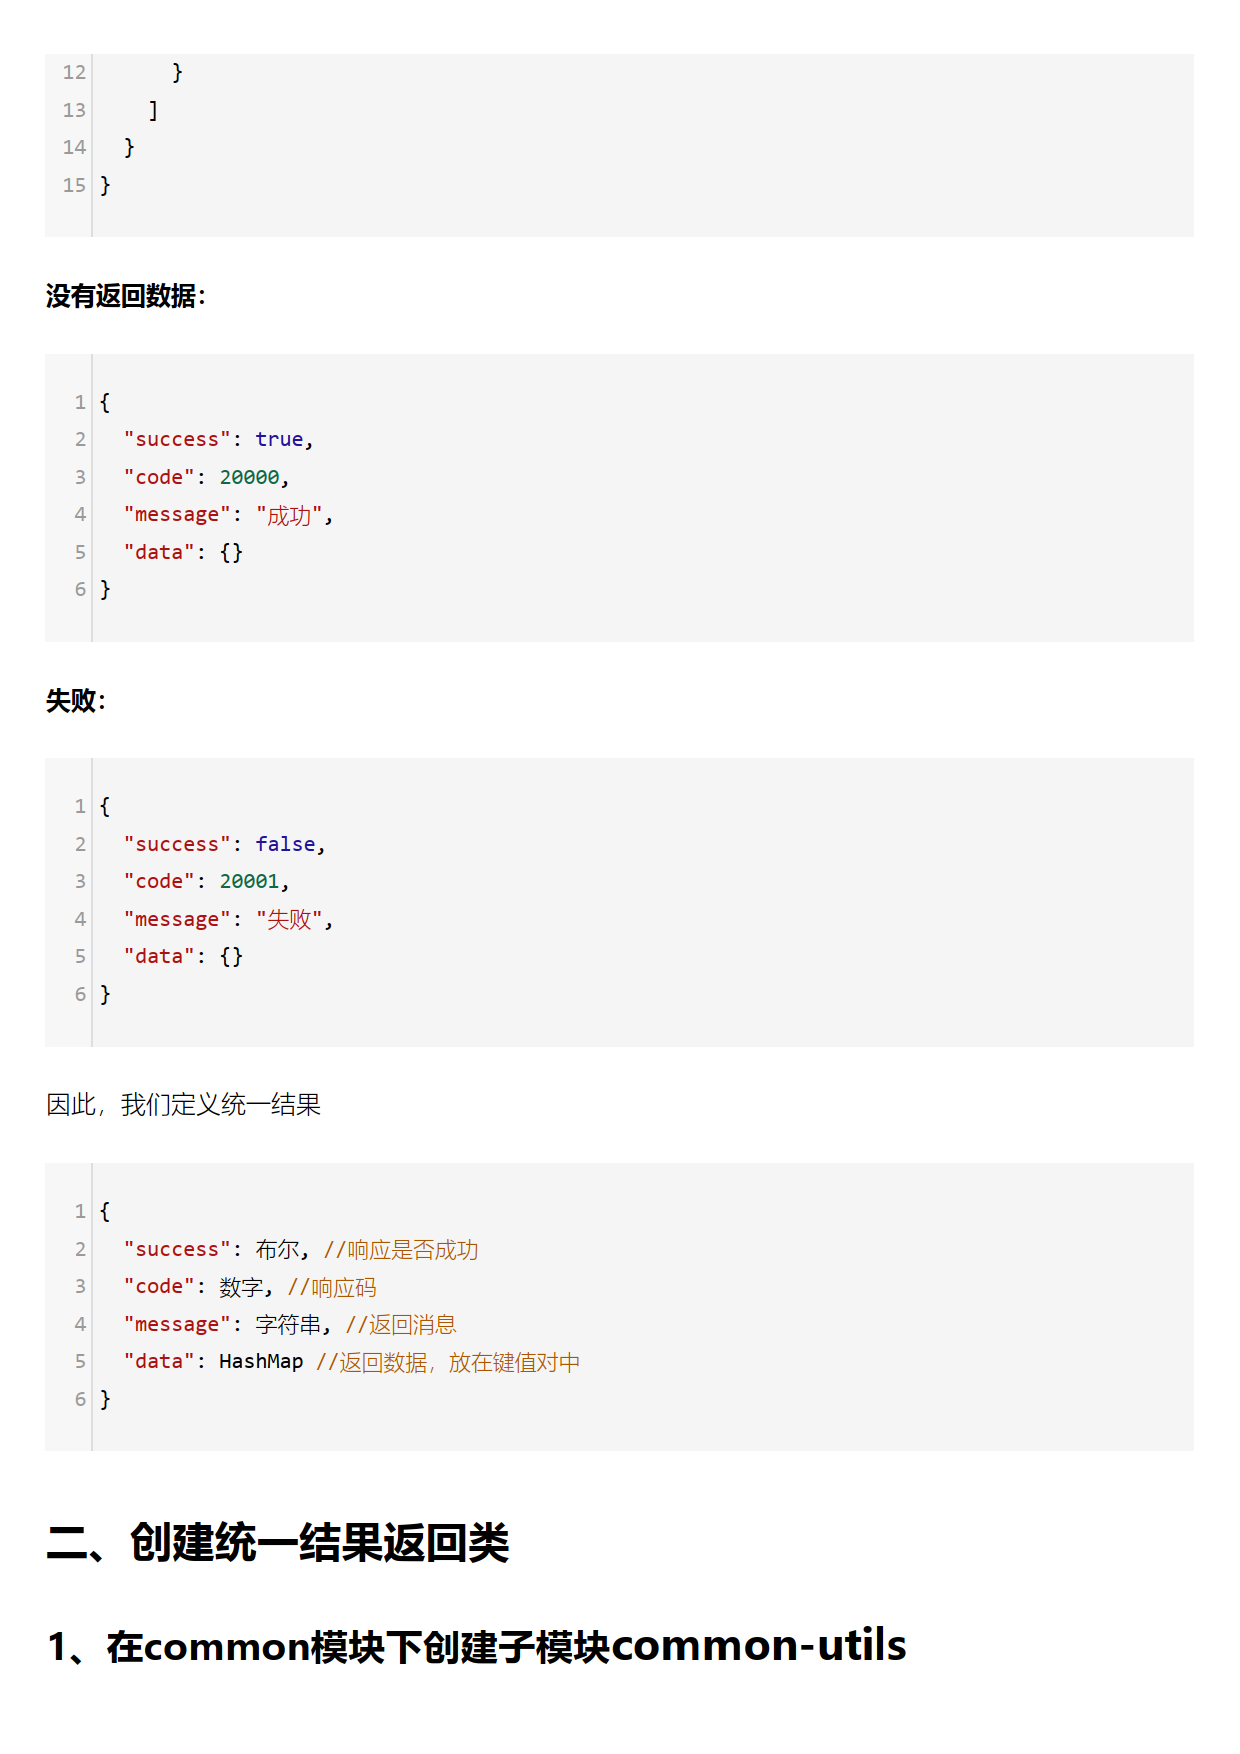 12      }
13    ]
14  }
15 }
没有返回数据：
1 {
2   "success": true,
3   "code": 20000,
4   "message": "成功",
5   "data": {}
6 }
失败：
1 {
2   "success": false,
3   "code": 20001,
4   "message": "失败",
5   "data": {}
6 }
因此，我们定义统一结果
1 {
2   "success": 布尔, //响应是否成功
3   "code": 数字, //响应码
4   "message": 字符串, //返回消息
5   "data": HashMap //返回数据，放在键值对中
6 }
二、创建统一结果返回类
1、在common模块下创建子模块common-utils